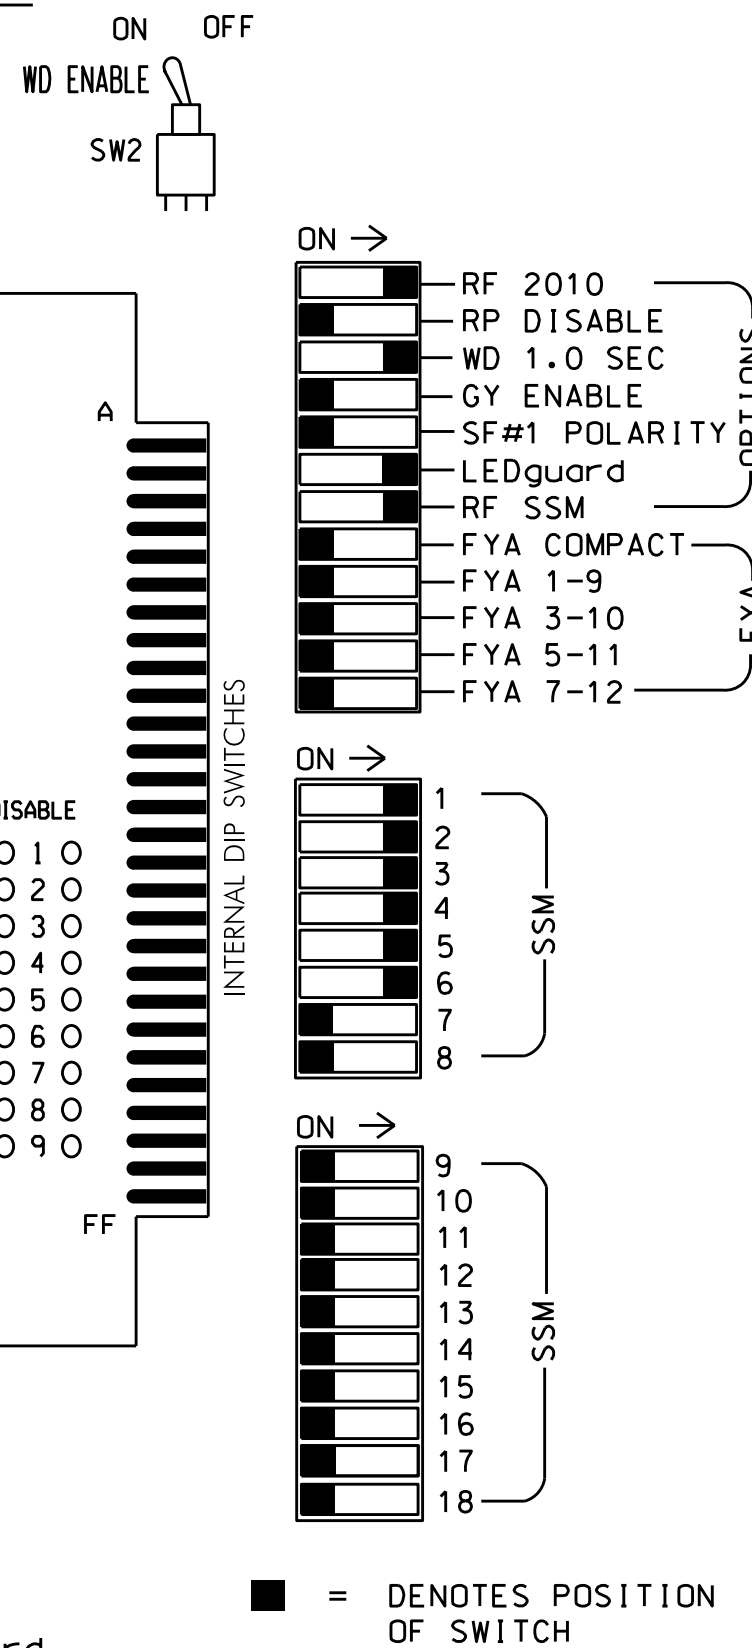 ON OFF
WD ENABLE
SW2
ON
RF 2010
RP DISABLE
WD 1.0 SEC
GY ENABLE
SF#1 POLARITY
LEDguard
RF SSM
OPTIONS
FYA COMPACT
FYA 1-9
FYA 3-10
FYA 5-11
FYA 7-12
FYA
A
FF
INTERNAL DIP SWITCHES
ISABLE
1
2
3
4
5
6
7
8
9
ON
1
2
3
4
5
6
7
8
SSM
ON
9
10
11
12
13
14
15
16
17
18
SSM
= DENOTES POSITION
OF SWITCH